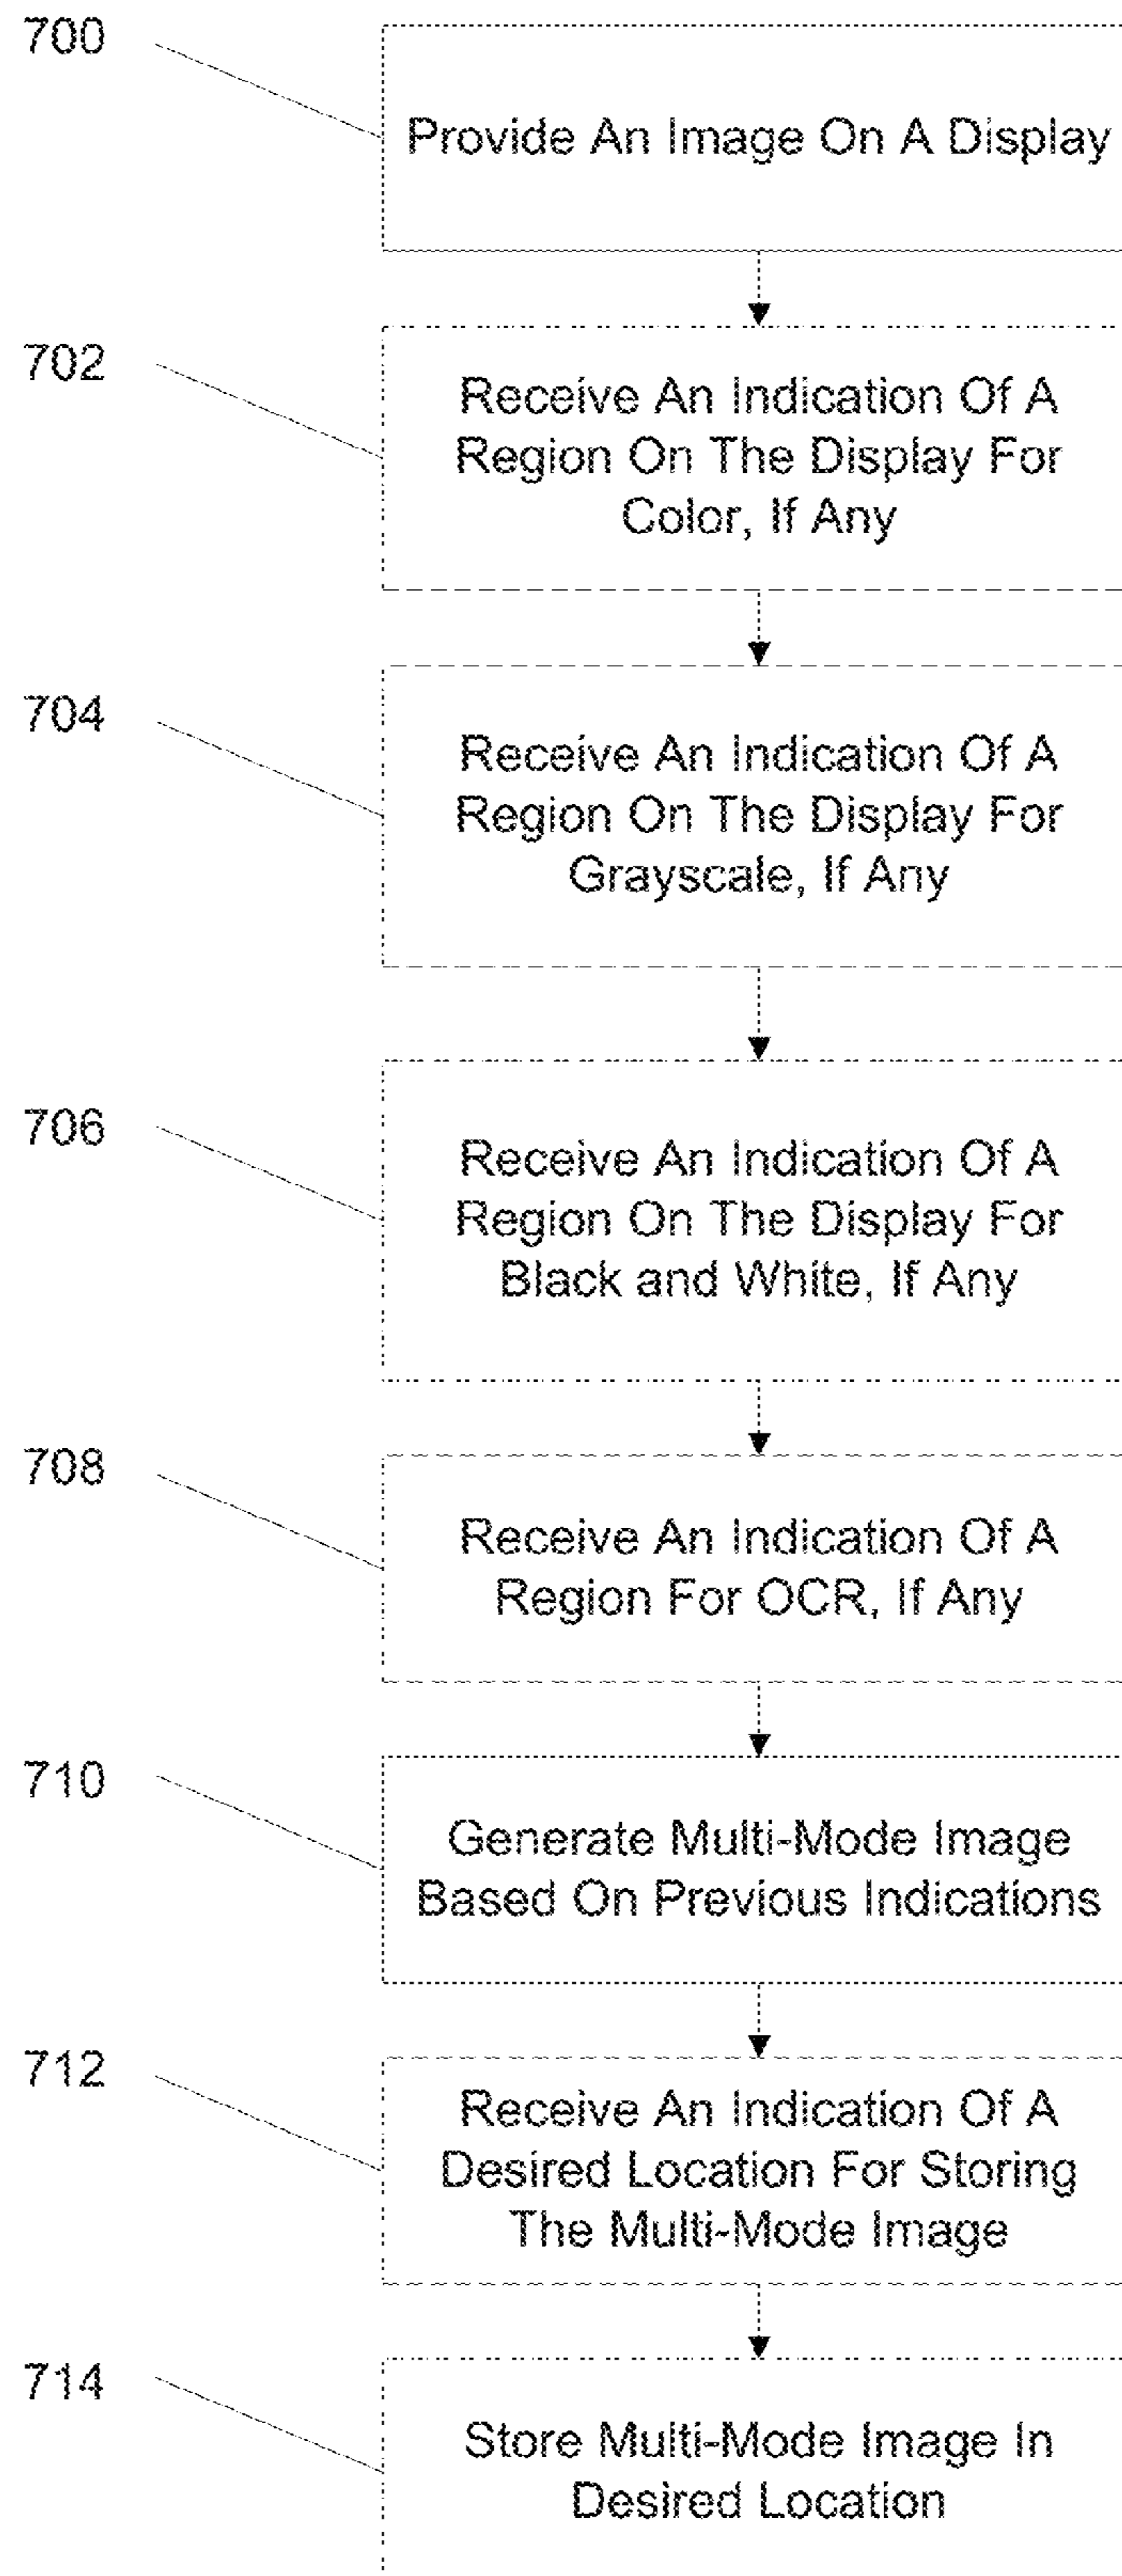 700
Provide An Image On A Display
702
Receive An Indication Of A
Region On The Display For
Color, If Any
704
Receive An Indication Of A
Region On The Display For
Grayscale, If Any
706
Receive An Indication Of A
Region On The Display For
Black and White, If Any
708
Receive An Indication Of A
Region For OCR, If Any
710
Generate Multi-Mode Image
Based On Previous Indications
712
Receive An Indication Of A
Desired Location For Storing
The Multi-Mode Image
714
Store Multi-Mode Image In
Desired Location